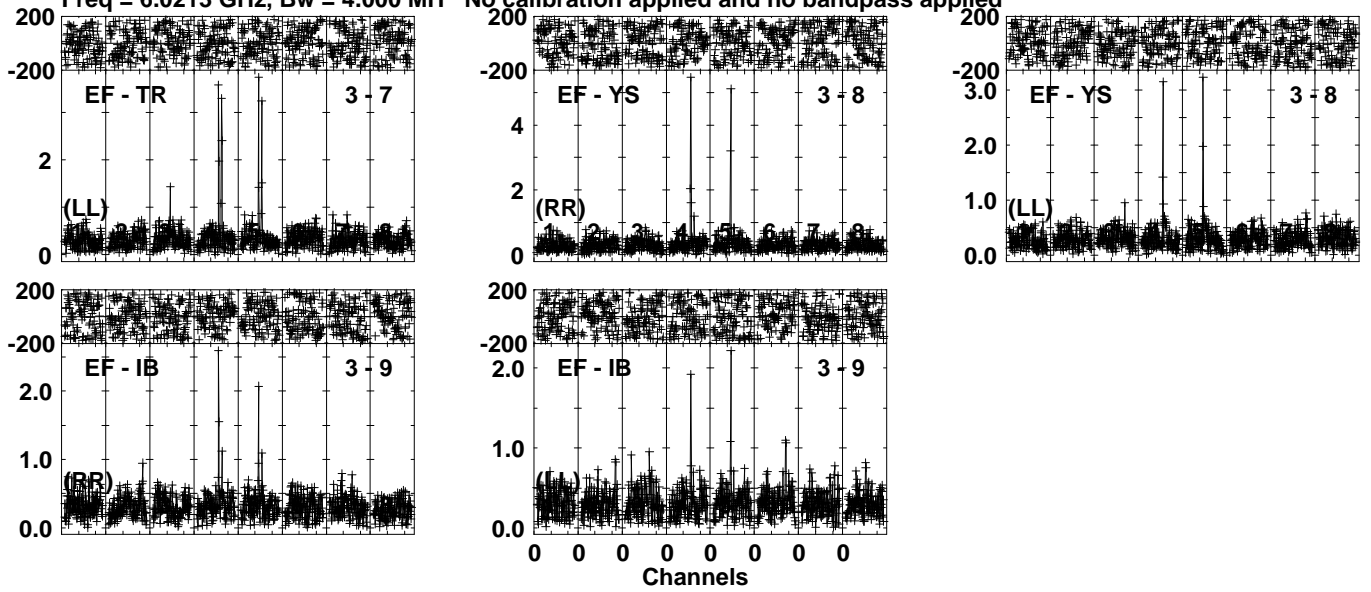 Freq = 6.0215 GHz, Bw = 4.000 MH No calibration applied and no bandpass applied
200
-200
EF - TR 3 - 7
2
(LL)
0
200
-200
EF - YS 3 - 8
4
2
(RR)
1 2 3 4 5 6 7 8
0
200
-200
3.0
EF - YS 3 - 8
2.0
1.0
(LL)
0.0
200
-200
EF - IB 3 - 9
2.0
1.0
(RR)
0.0
200
-200
EF - IB 3 - 9
2.0
1.0
(LL)
0.0
0 0 0 0 0 0 0 0
Channels